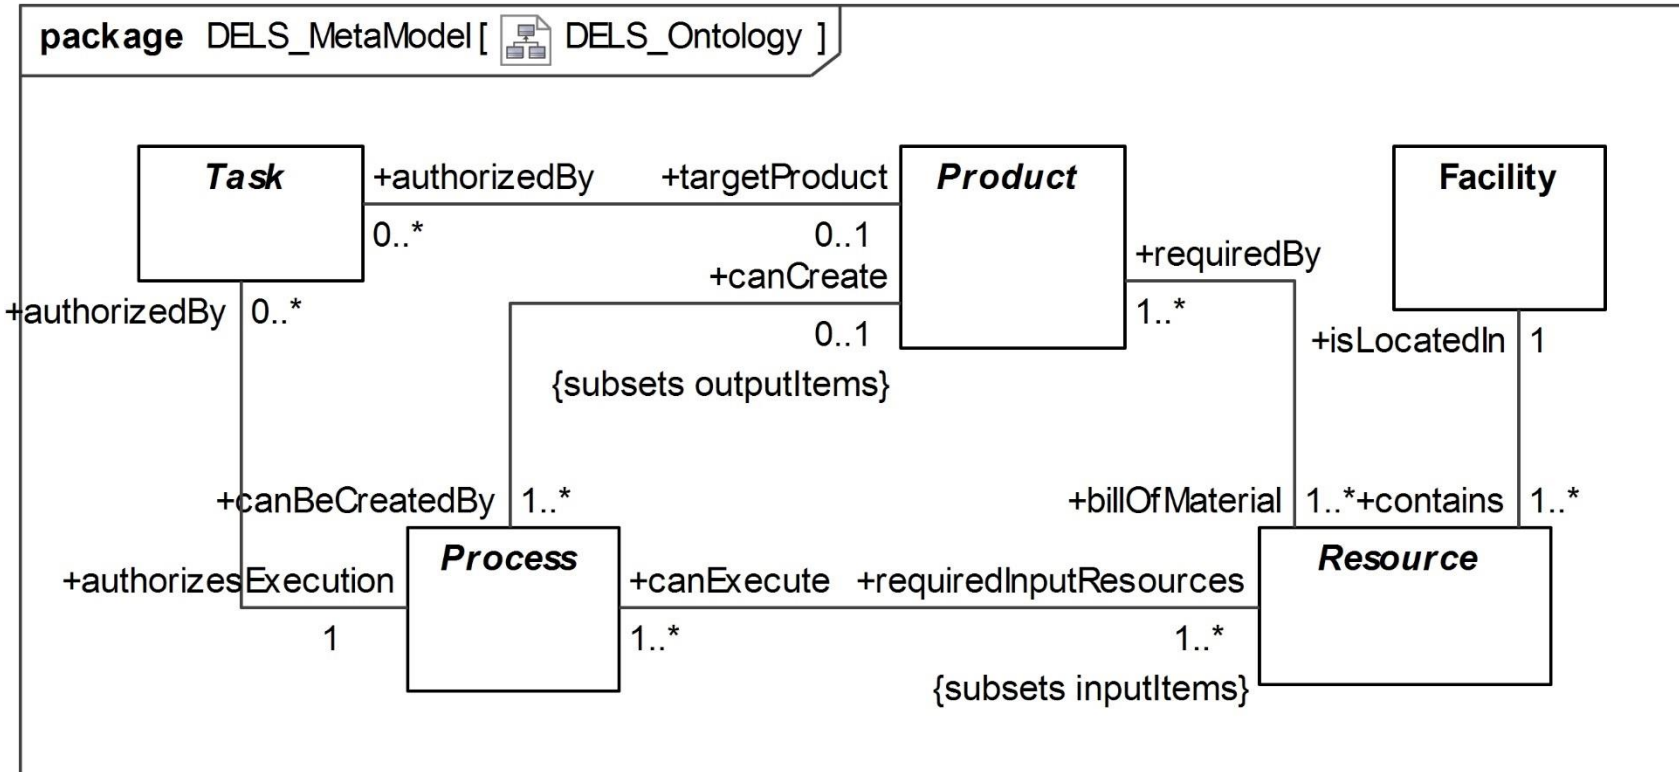 package DELS_MetaModel[ DELS_Ontology ]
Task
+authorizedBy
+targetProduct
Product
Facility
0..*
0..1
+requiredBy
+canCreate
+authorizedBy
0..*
0..1
1..*
+isLocatedIn
1
{subsets outputItems}
+canBeCreatedBy
1..*
+billOfMaterial
1..*
+contains
1..*
Process
Resource
+authorizesExecution
+canExecute
+requiredInputResources
1
1..*
1..*
{subsets inputItems}